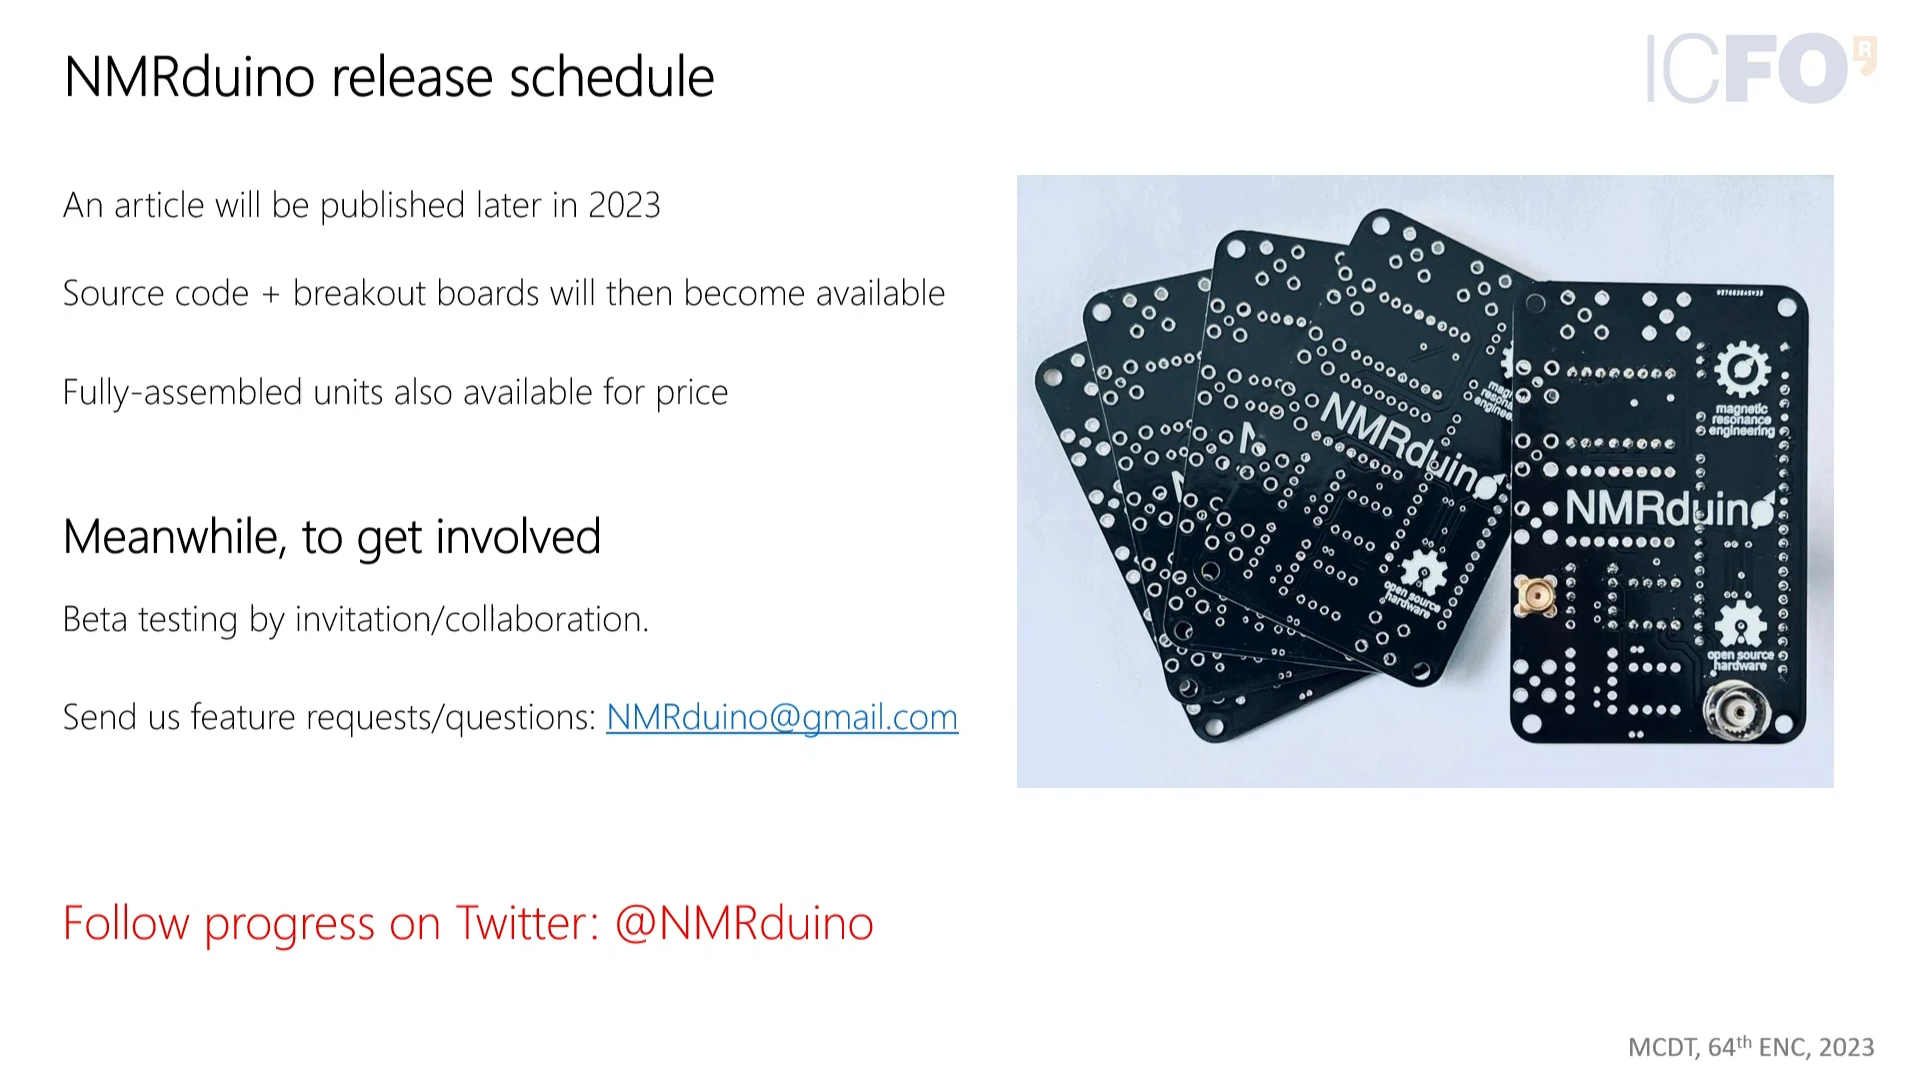 NMRduino release schedule
ICFO
R
An article will be published later in 2023
Source code + breakout boards will then become available
Fully-assembled units also available for price
Meanwhile, to get involved
Beta testing by invitation/collaboration.
Send us feature requests/questions: NMRduino@gmail.com
NMRduino
open source
hardware
magnetic
resonance
engineering
NMRduino
open source
hardware
Follow progress on Twitter: @NMRduino
MCDT, 64th ENC, 2023